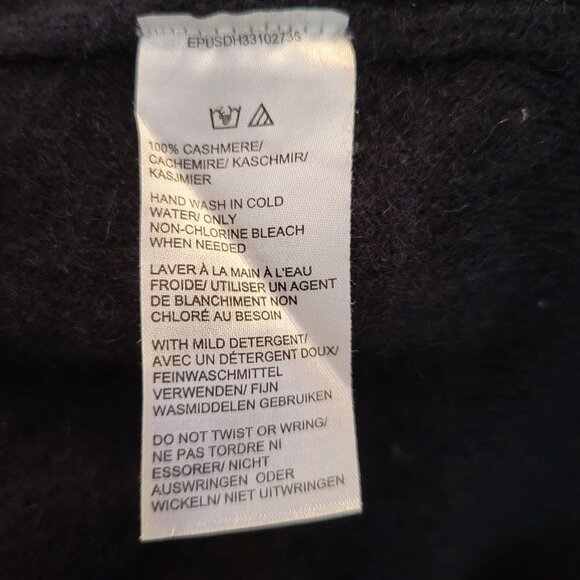 EPUSDH33102735
100% CASHMERE/
CACHEMIRE/ KASCHMIR/
KASJMIER
HAND WASH IN COLD
WATER/ ONLY
NON-CHLORINE BLEACH
WHEN NEEDED
LAVER À LA MAIN À L'EAU
FROIDE/ UTILISER UN AGENT
DE BLANCHIMENT NON
CHLORÉ AU BESOIN
WITH MILD DETERGENT/
AVEC UN DÉTERGENT DOUX/
FEINWASCHMITTEL
VERWENDEN/ FIJN
WASMIDDELEN GEBRUIKEN
DO NOT TWIST OR WRING/
NE PAS TORDRE NI
ESSORER/ NICHT
AUSWRINGEN ODER
WICKELN/ NIET UITWRINGEN